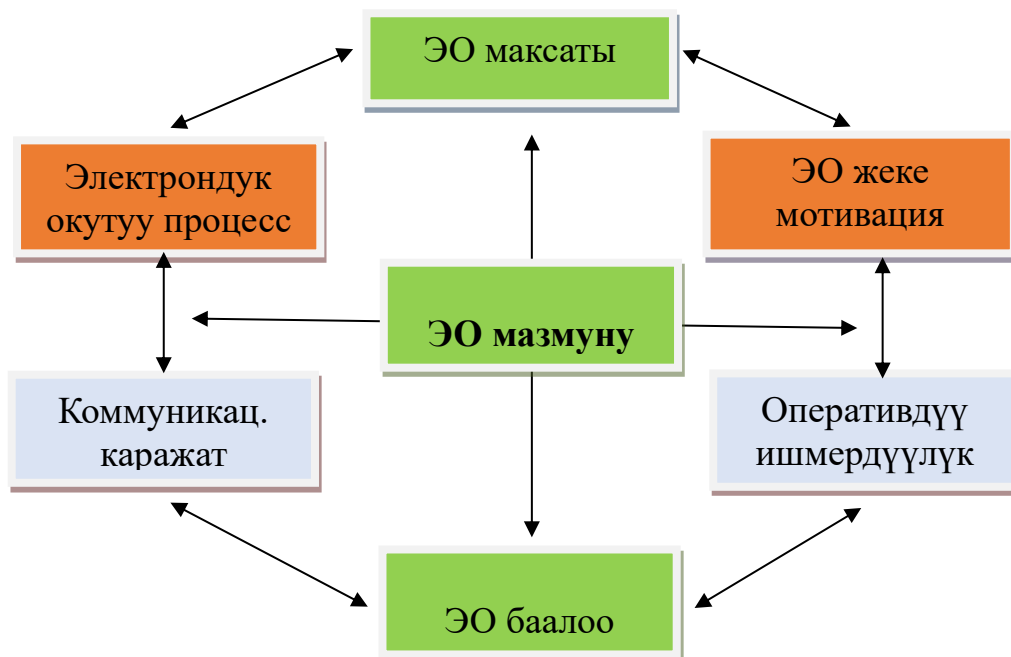 ЭО максаты
Электрондук
окутуу процесс
ЭО жеке
мотивация
ЭО мазмуну
Коммуникац.
каражат
Оперативдүү
ишмердүүлүк
ЭО баалоо